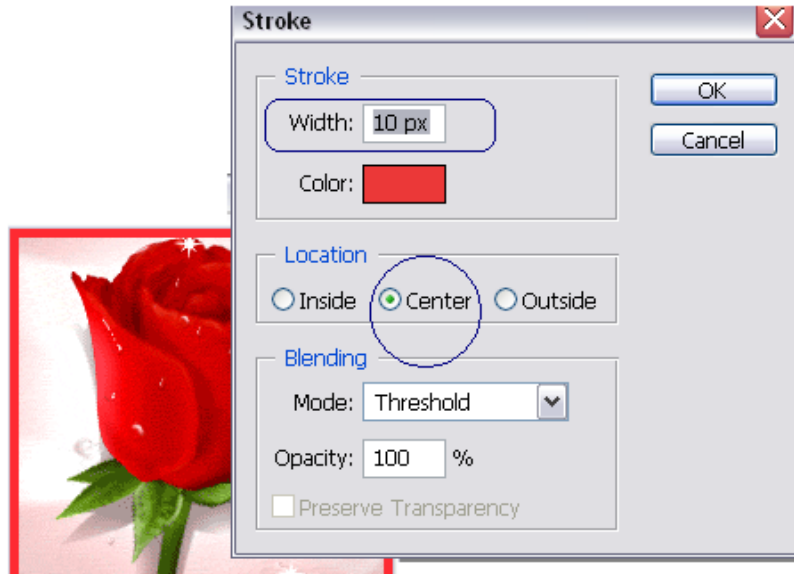 Stroke
Stroke
Width: 10 px
OK
Cancel
Color:
Location
Inside Center Outside
Blending
Mode: Threshold
Opacity: 100 %
Preserve Transparency